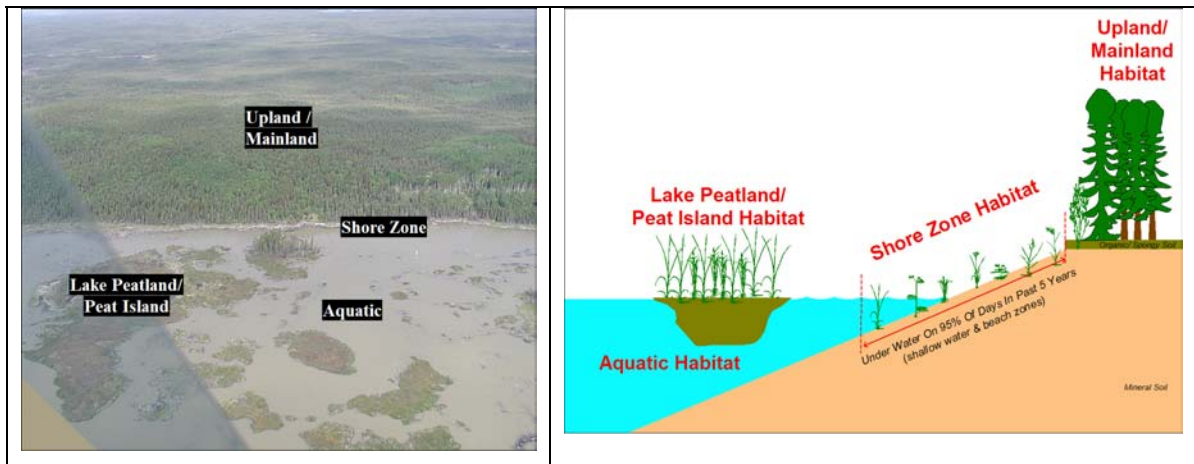 Upland /
Mainland
Shore Zone
Lake Peatland/
Peat Island
Aquatic
Upland/
Mainland
Habitat
Lake Peatland/
Peat Island Habitat
Shore Zone Habitat
Organic/ Spongy Soil
Under Water On 95% Of Days In Past 5 Years
(shallow water & beach zones)
Aquatic Habitat
Mineral Soil